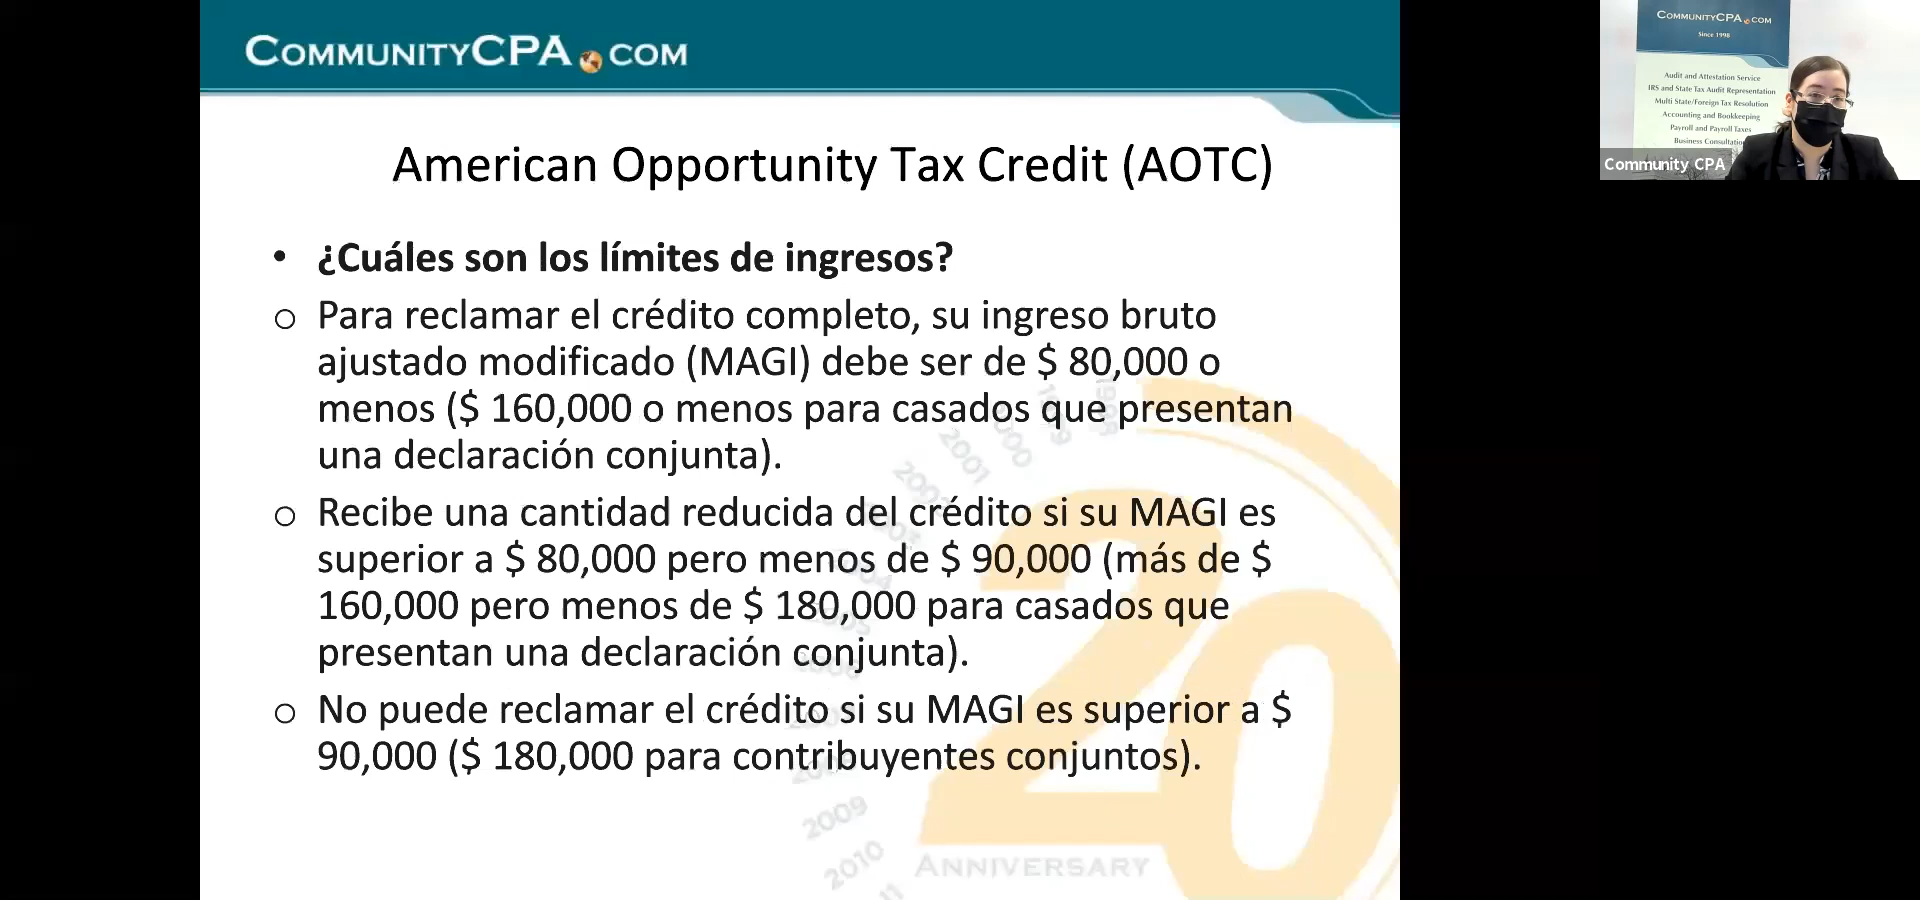 COMMUNITYCPA.COM
American Opportunity Tax Credit (AOTC)
• ¿Cuáles son los límites de ingresos?
o Para reclamar el crédito completo, su ingreso bruto
ajustado modificado (MAGI) debe ser de $ 80,000 o
menos ($ 160,000 o menos para casados que presentan
una declaración conjunta).
o Recibe una cantidad reducida del crédito si su MAGI es
superior a $ 80,000 pero menos de $ 90,000 (más de $
160,000 pero menos de $ 180,000 para casados que
presentan una declaración conjunta).
o No puede reclamar el crédito si su MAGI es superior a $
90,000 ($ 180,000 para contribuyentes conjuntos).
20
ANNIVERSARY
1998
1999
2000
2001
2009
2010
COMMUNITYCPA.COM
Since 1998
Audit and Attestation Service
IRS and State Tax Audit Representation
Multi State/Foreign Tax Resolution
Accounting and Bookkeeping
Payroll and Payroll Taxes
Business
Community CPA